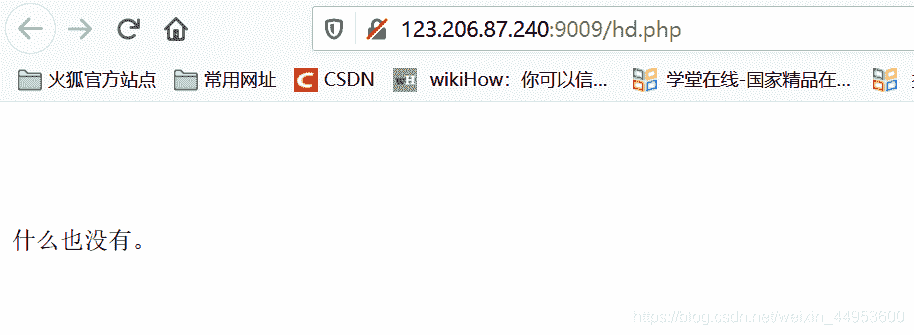 123.206.87.240:9009/hd.php
火狐官方站点 常用网址 CSDN wikiHow：你可以信... 学堂在线-国家精品在...
什么也没有。
https://blog.csdn.net/weixin_44953600